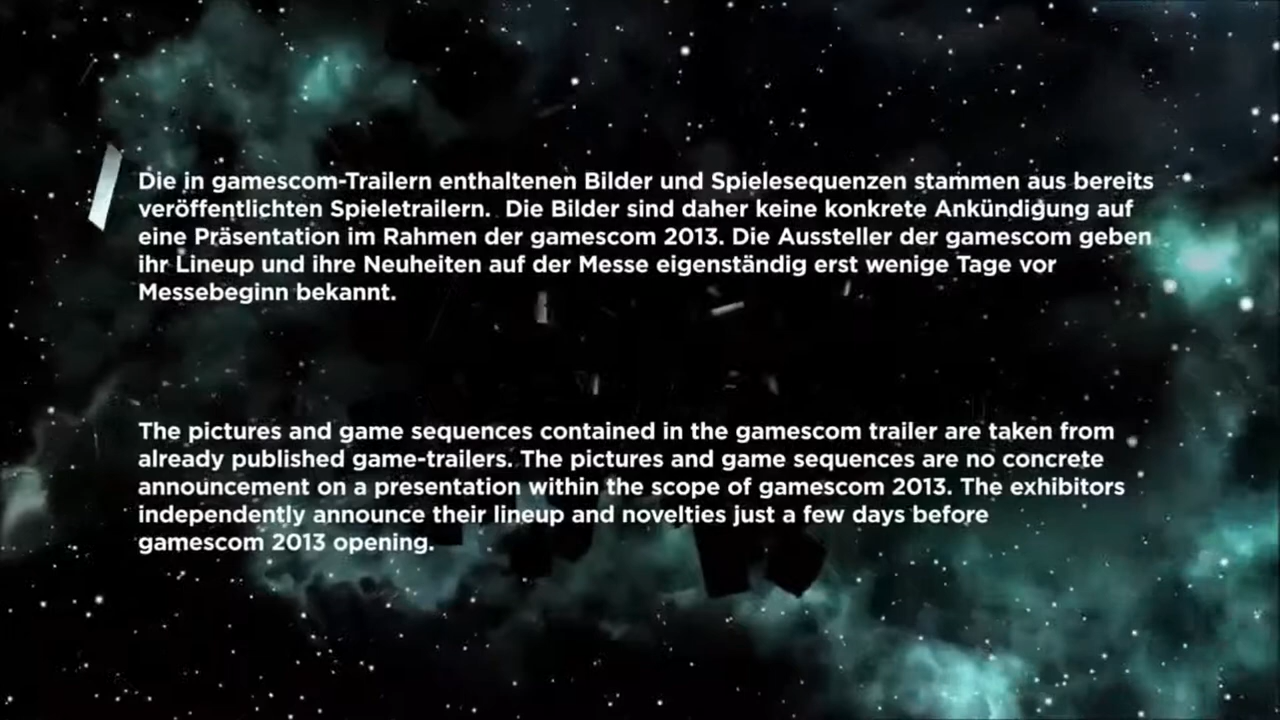 Die in gamescom-Trailern enthaltenen Bilder und Spielesequenzen stammen aus bereits
veröffentlichten Spieletrailern.  Die Bilder sind daher keine konkrete Ankündigung auf
eine Präsentation im Rahmen der gamescom 2013. Die Aussteller der gamescom geben
ihr Lineup und ihre Neuheiten auf der Messe eigenständig erst wenige Tage vor
Messebeginn bekannt.
The pictures and game sequences contained in the gamescom trailer are taken from
already published game-trailers. The pictures and game sequences are no concrete
announcement on a presentation within the scope of gamescom 2013. The exhibitors
independently announce their lineup and novelties just a few days before
gamescom 2013 opening.